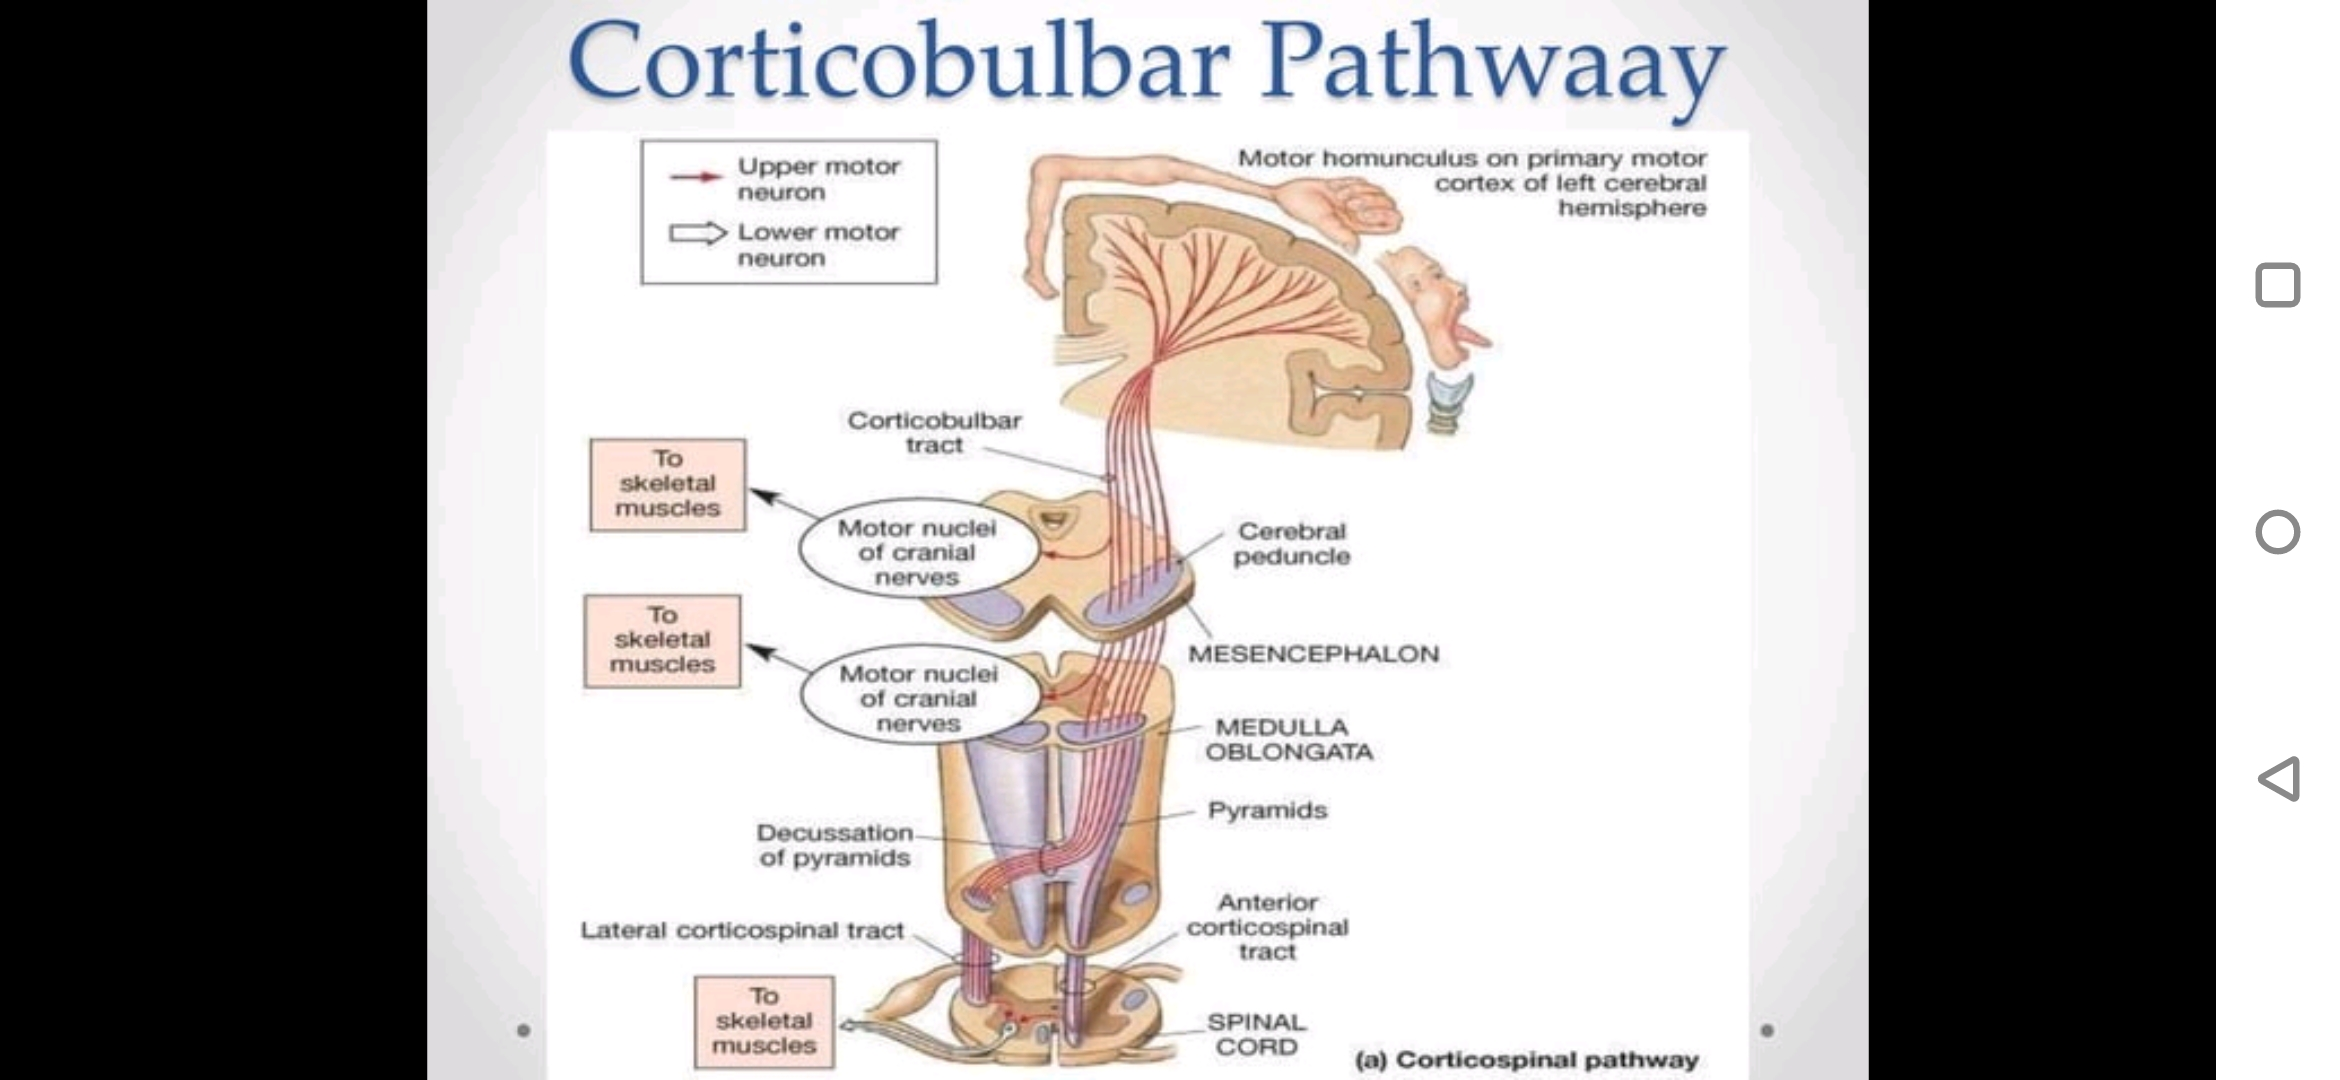 Corticobulbar Pathwaay
Upper motor
neuron
Lower motor
neuron
Motor homunculus on primary motor
cortex of left cerebral
hemisphere
Corticobulbar
tract
To
skeletal
muscles
Motor nuclei
of cranial
nerves
Cerebral
peduncle
To
skeletal
muscles
MESENCEPHALON
Motor nuclei
of cranial
nerves
MEDULLA
OBLONGATA
Pyramids
Decussation
of pyramids
Anterior
corticospinal
tract
Lateral corticospinal tract
To
skeletal
muscles
SPINAL
CORD
(a) Corticospinal pathway